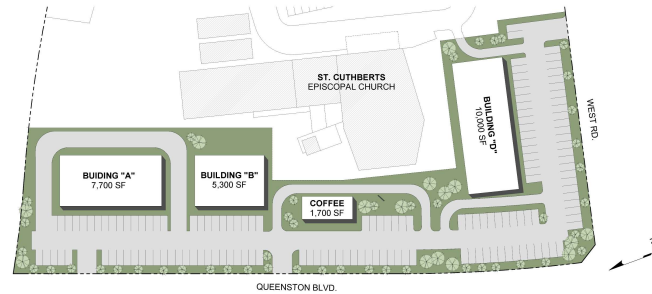 ST. CUTHBERTS
EPISCOPAL CHURCH
BUILDING "D"
10,000 SF
WEST RD.
BUIDING "A"
7,700 SF
BUILDING "B"
5,300 SF
COFFEE
1,700 SF
QUEENSTON BLVD.